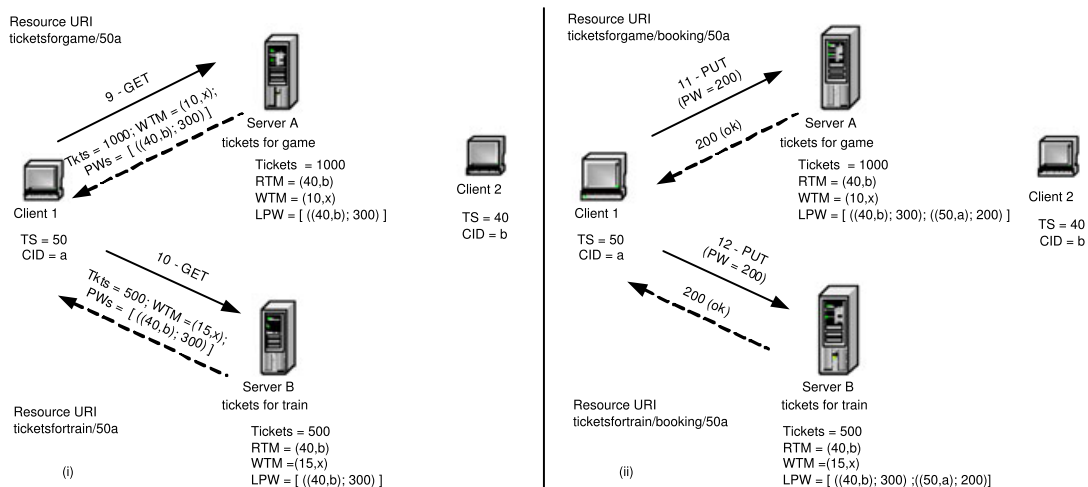 Resource URI
ticketsforgame/50a
9 - GET
Tkts = 1000; WTM = (10,x);
PWs = [ ((40,b); 300) ]
Server A
tickets for game
Tickets = 1000
RTM = (40,b)
WTM = (10,x)
LPW = [ ((40,b); 300) ]
Client 2
TS = 40
CID = b
Client 1
TS = 50
CID = a
10 - GET
Tkts = 500; WTM =(15,x);
PWs = [ ((40,b); 300) ]
Server B
tickets for train
Resource URI
ticketsfortrain/50a
Tickets = 500
RTM = (40,b)
WTM =(15,x)
LPW = [ ((40,b); 300) ]
(i)
Resource URI
ticketsforgame/booking/50a
11 - PUT
(PW = 200)
200 (ok)
Server A
tickets for game
Tickets = 1000
RTM = (40,b)
WTM = (10,x)
LPW = [ ((40,b); 300); ((50,a); 200) ]
Client 2
TS = 40
CID = b
Client 1
TS = 50
CID = a
12 - PUT
(PW = 200)
200 (ok)
Server B
tickets for train
Resource URI
ticketsfortrain/booking/50a
Tickets = 500
RTM = (40,b)
WTM =(15,x)
LPW = [ ((40,b); 300) ;((50,a); 200)]
(ii)